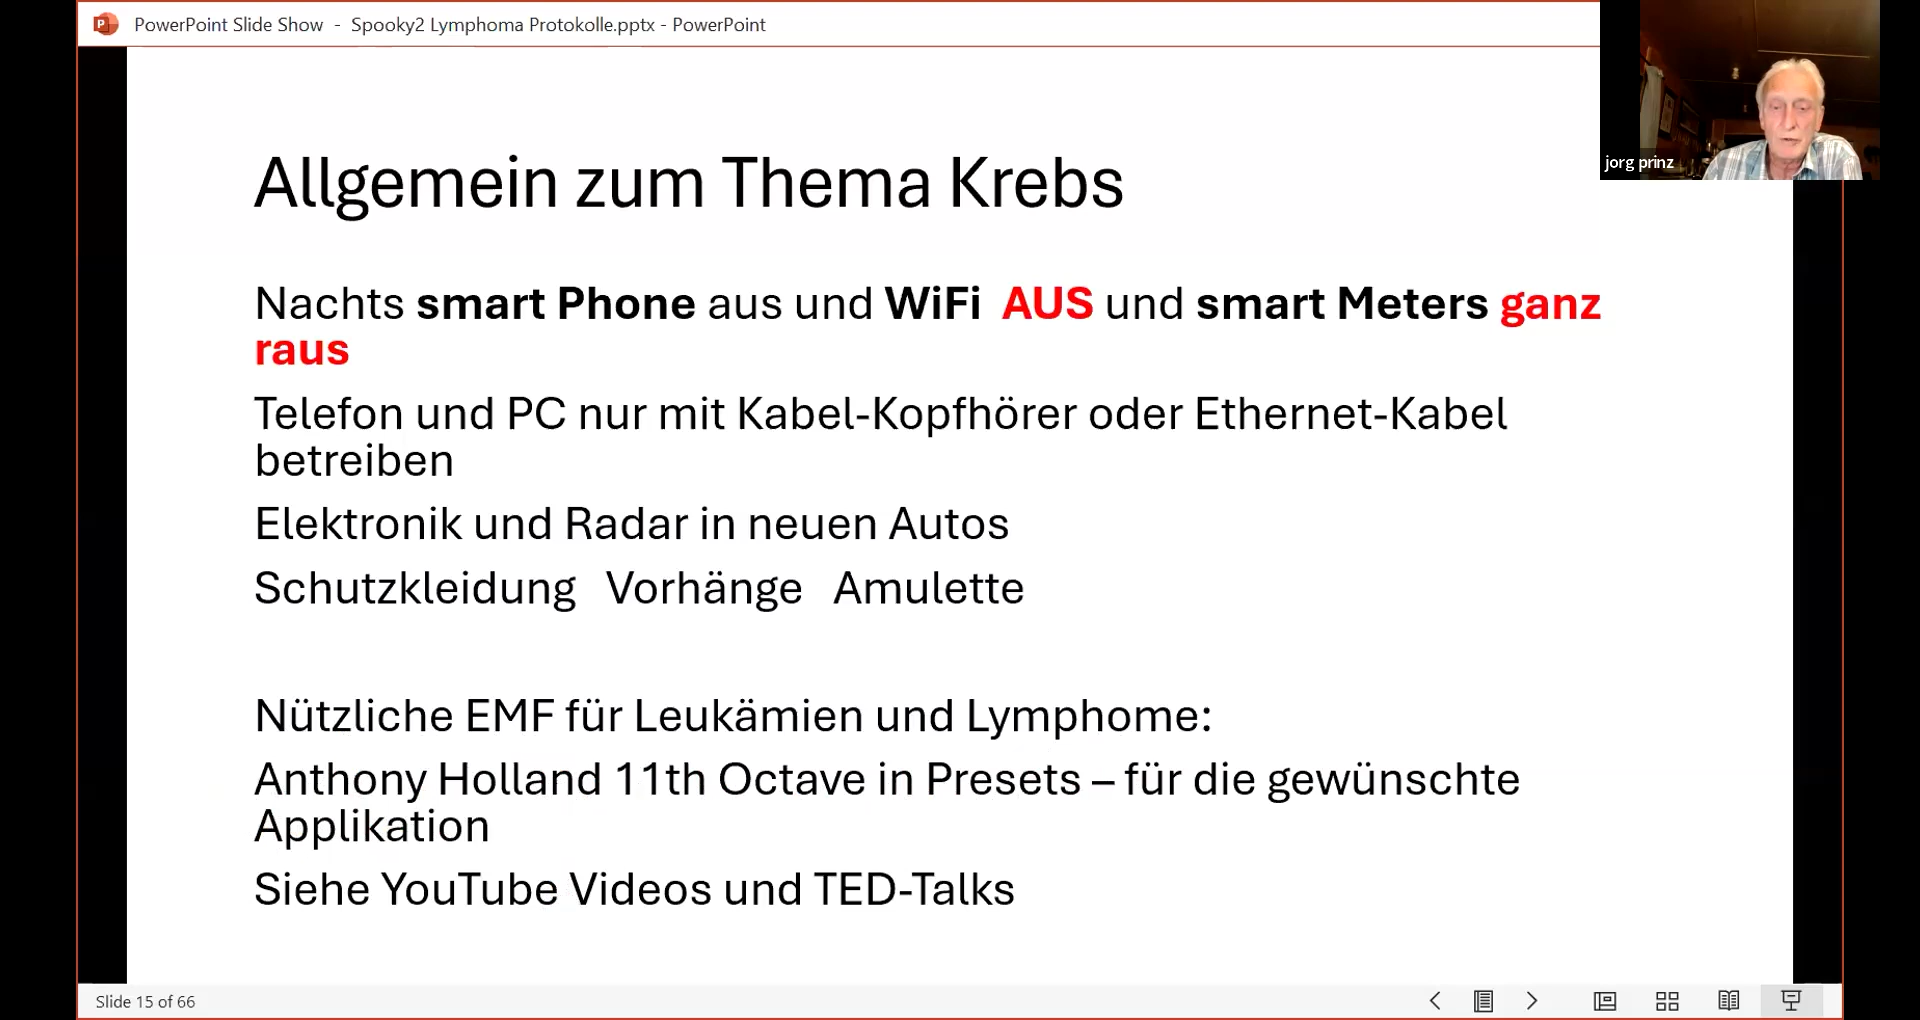 PowerPoint Slide Show - Spooky2 Lymphoma Protokolle.pptx - PowerPoint
jorg prinz
Allgemein zum Thema Krebs
Nachts smart Phone aus und WiFi AUS und smart Meters ganz
raus
Telefon und PC nur mit Kabel-Kopfhörer oder Ethernet-Kabel
betreiben
Elektronik und Radar in neuen Autos
Schutzkleidung Vorhänge Amulette
Nützliche EMF für Leukämien und Lymphome:
Anthony Holland 11th Octave in Presets – für die gewünschte
Applikation
Siehe YouTube Videos und TED-Talks
Slide 15 of 66